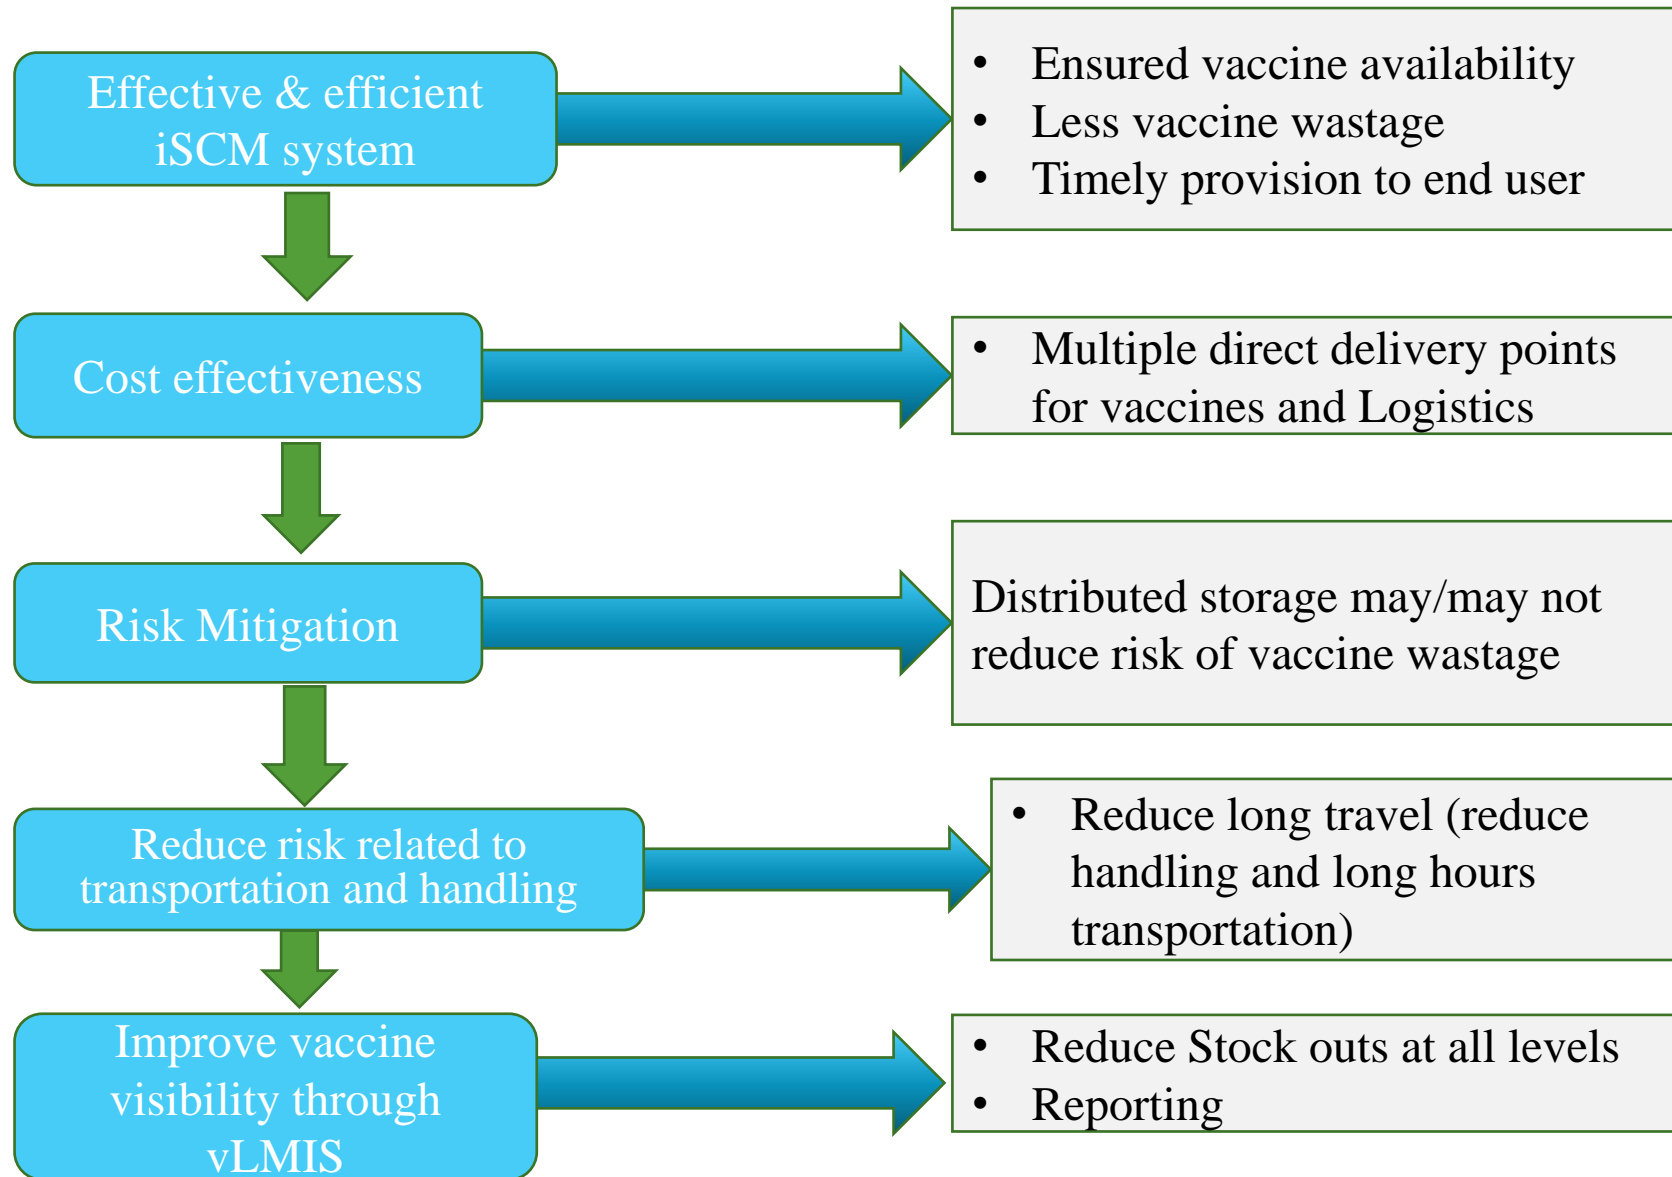 Effective & efficient
iSCM system
• Ensured vaccine availability
• Less vaccine wastage
• Timely provision to end user
Cost effectiveness
• Multiple direct delivery points
for vaccines and Logistics
Risk Mitigation
Distributed storage may/may not
reduce risk of vaccine wastage
Reduce risk related to
transportation and handling
• Reduce long travel (reduce
handling and long hours
transportation)
Improve vaccine
visibility through
vLMIS
• Reduce Stock outs at all levels
• Reporting